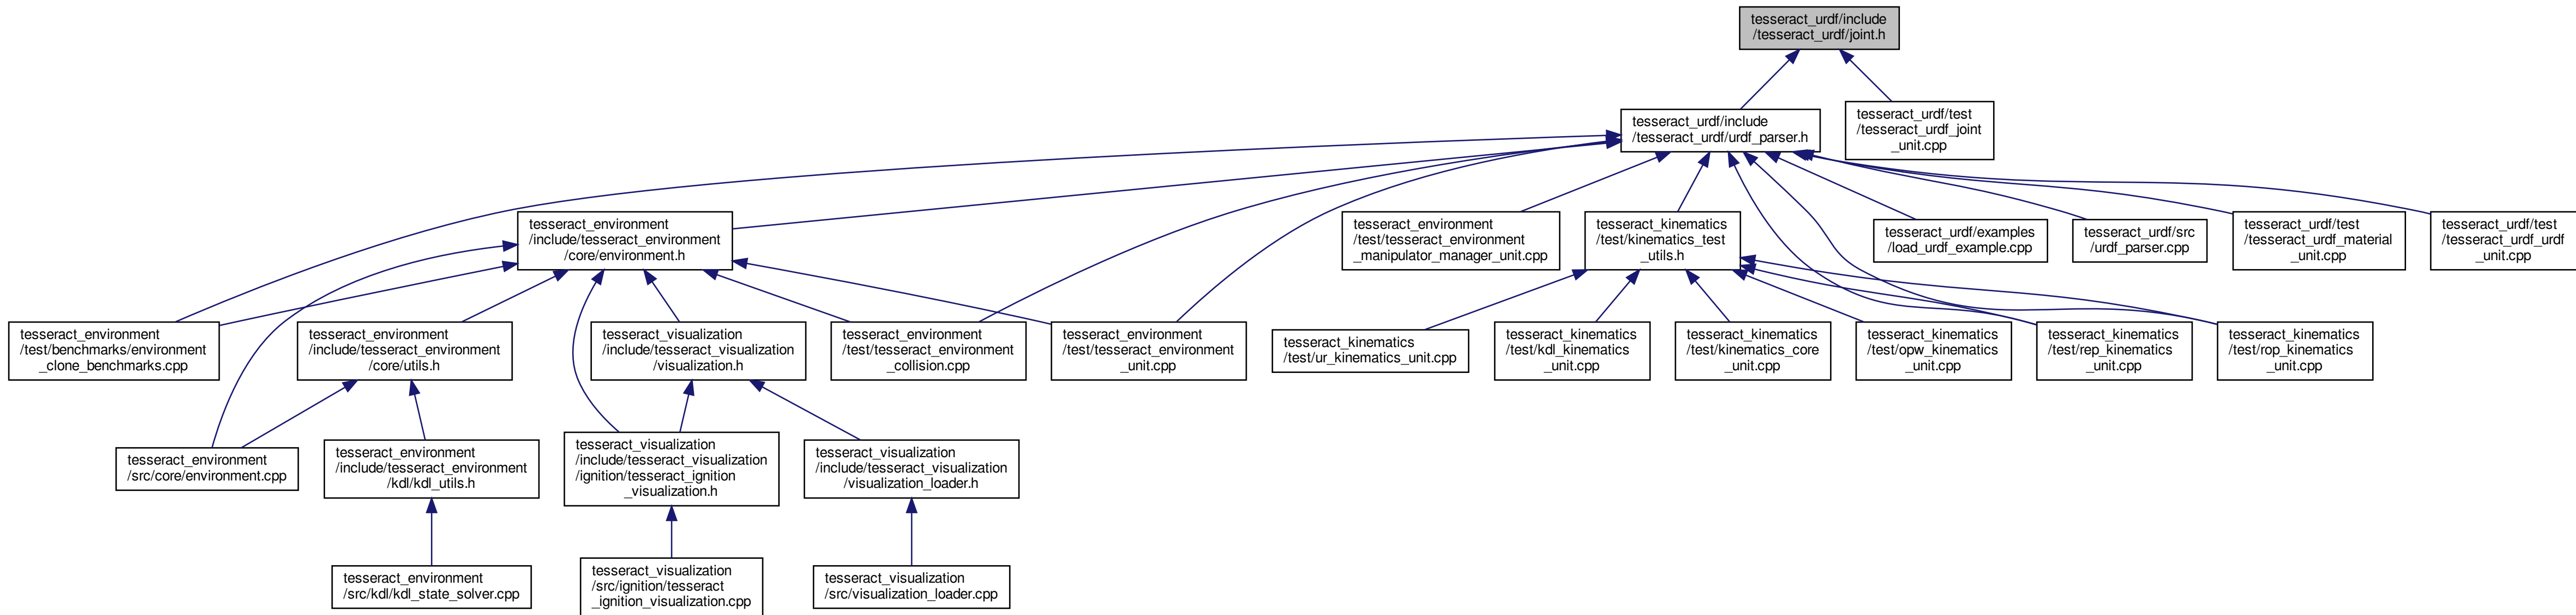 tesseract_urdf/include
/tesseract_urdf/joint.h
tesseract_urdf/include
/tesseract_urdf/urdf_parser.h
tesseract_urdf/test
/tesseract_urdf_joint
_unit.cpp
tesseract_environment
/include/tesseract_environment
/core/environment.h
tesseract_environment
/test/tesseract_environment
_manipulator_manager_unit.cpp
tesseract_kinematics
/test/kinematics_test
_utils.h
tesseract_urdf/examples
/load_urdf_example.cpp
tesseract_urdf/src
/urdf_parser.cpp
tesseract_urdf/test
/tesseract_urdf_material
_unit.cpp
tesseract_urdf/test
/tesseract_urdf_urdf
_unit.cpp
tesseract_environment
/test/benchmarks/environment
_clone_benchmarks.cpp
tesseract_environment
/include/tesseract_environment
/core/utils.h
tesseract_visualization
/include/tesseract_visualization
/visualization.h
tesseract_environment
/test/tesseract_environment
_collision.cpp
tesseract_environment
/test/tesseract_environment
_unit.cpp
tesseract_kinematics
/test/ur_kinematics_unit.cpp
tesseract_kinematics
/test/kdl_kinematics
_unit.cpp
tesseract_kinematics
/test/kinematics_core
_unit.cpp
tesseract_kinematics
/test/opw_kinematics
_unit.cpp
tesseract_kinematics
/test/rep_kinematics
_unit.cpp
tesseract_kinematics
/test/rop_kinematics
_unit.cpp
tesseract_environment
/src/core/environment.cpp
tesseract_environment
/include/tesseract_environment
/kdl/kdl_utils.h
tesseract_visualization
/include/tesseract_visualization
/ignition/tesseract_ignition
_visualization.h
tesseract_visualization
/include/tesseract_visualization
/visualization_loader.h
tesseract_environment
/src/kdl/kdl_state_solver.cpp
tesseract_visualization
/src/ignition/tesseract
_ignition_visualization.cpp
tesseract_visualization
/src/visualization_loader.cpp